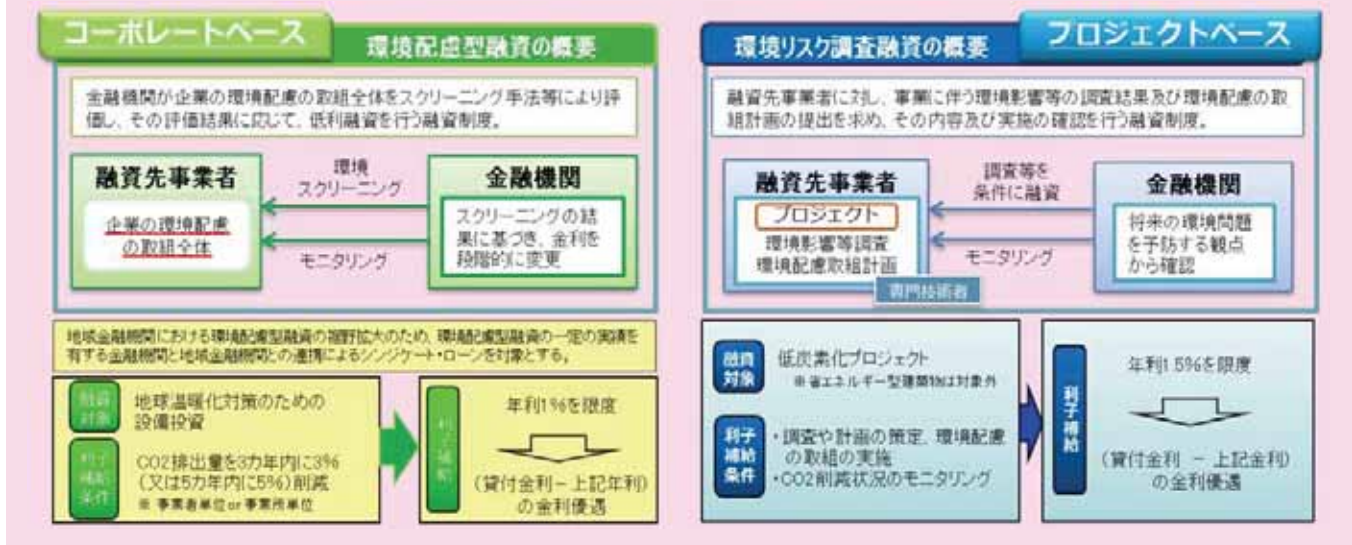 コーポレートベース
環境配慮型融資の概要
金融機関が企業の環境配慮の取組全体をスクリーニング手法等により評
価し、その評価結果に応じて、低利融資を行う融資制度。
融資先事業者
企業の環境配慮
の取組全体
環境
スクリーニング
モニタリング
金融機関
スクリーニングの結
果に基づき、金利を
段階的に変更
地域金融機関における環境配慮型融資の裾野拡大のため、環境配慮型融資の一定の実績を
有する金融機関と地域金融機関との連携によるシンジケート・ローンを対象とする。
融資
対象
地球温暖化対策のための
設備投資
利子
補給
条件
CO2排出量を3カ年内に3%
(又は5カ年内に5%)削減
※ 事業者単位or事業所単位
利子補給
年利1%を限度
(貸付金利－上記年利)
の金利優遇
環境リスク調査融資の概要
プロジェクトベース
融資先事業者に対し、事業に伴う環境影響等の調査結果及び環境配慮の取
組計画の提出を求め、その内容及び実施の確認を行う融資制度。
融資先事業者
プロジェクト
環境影響等調査
環境配慮取組計画
専門技術者
調査等を
条件に融資
モニタリング
金融機関
将来の環境問題
を予防する観点
から確認
融資
対象
低炭素化プロジェクト
※省エネルギー型建築物は対象外
利子
補給
条件
・調査や計画の策定、環境配慮
の取組の実施
・CO2削減状況のモニタリング
利子補給
年利1.5%を限度
(貸付金利 － 上記金利)
の金利優遇